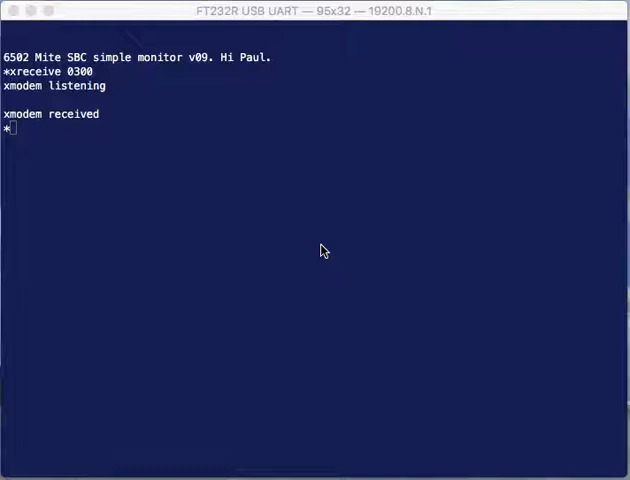 FT232R USB UART — 95x32 — 19200.8.N.1
6502 Mite SBC simple monitor v09. Hi Paul.
*xreceive 0300
xmodem listening
xmodem received
*